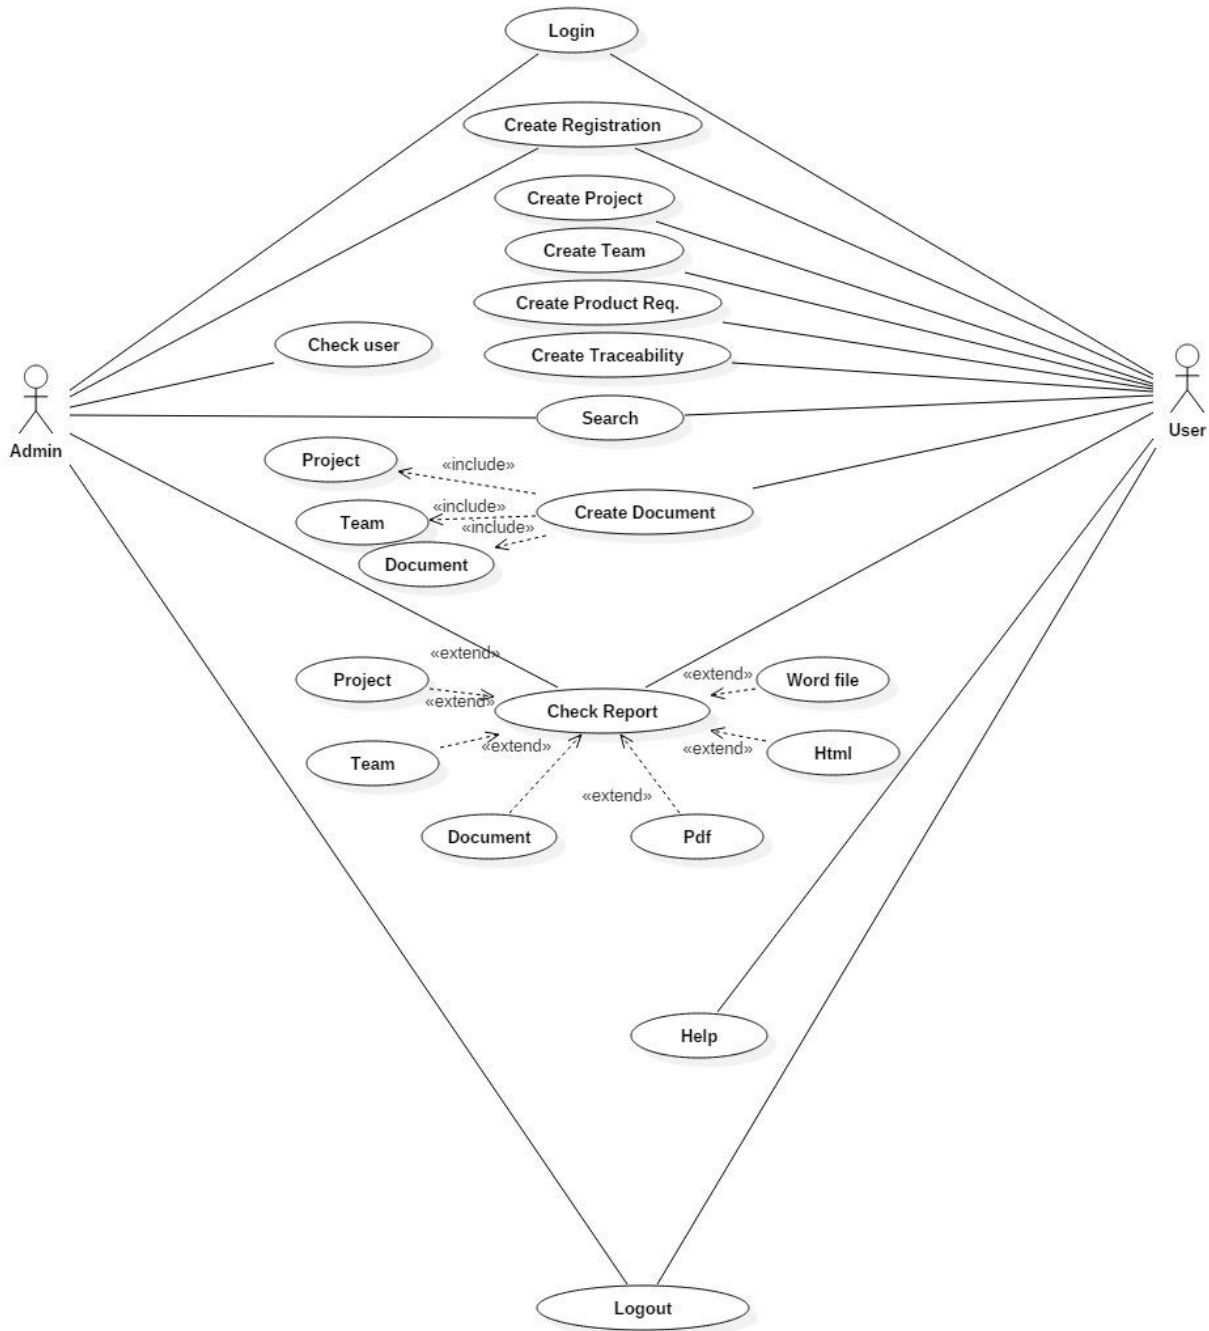 Login
Create Registration
Create Project
Create Team
Create Product Req.
Check user
Create Traceability
Search
Admin
User
Project
«include»
«include»
Create Document
Team
«include»
Document
«extend»
Project
«extend»
Word file
«extend»
Check Report
«extend»
«extend»
Html
Team
«extend»
Document
Pdf
Help
Logout